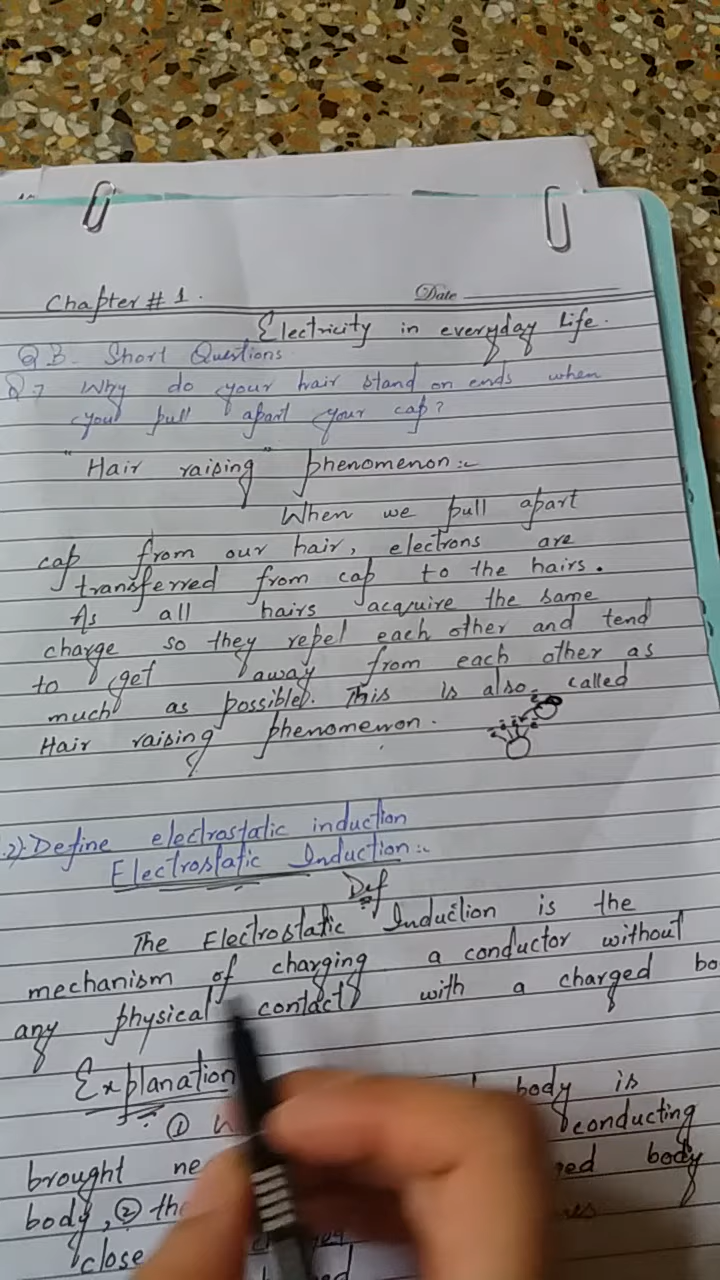 Chapter # 1.
Date
Electricity in everyday Life.
Q 3. Short Questions
Q Why do your hair stand on ends when
you pull apart your cap?
"Hair raising" phenomenon:-
When we pull apart
cap from our hair, electrons are
transferred from cap to the hairs.
As all hairs acquire the same
charge so they repel each other and tend
to get away from each other as
much as possible. This is also called
Hair raising phenomenon.
2) Define electrostatic induction
Electrostatic Induction:-
Def
The Electrostatic Induction is the
mechanism of charging a conductor without
any physical contact with a charged bo
Explanation body is
① conducting
brought body
body, ② the
close